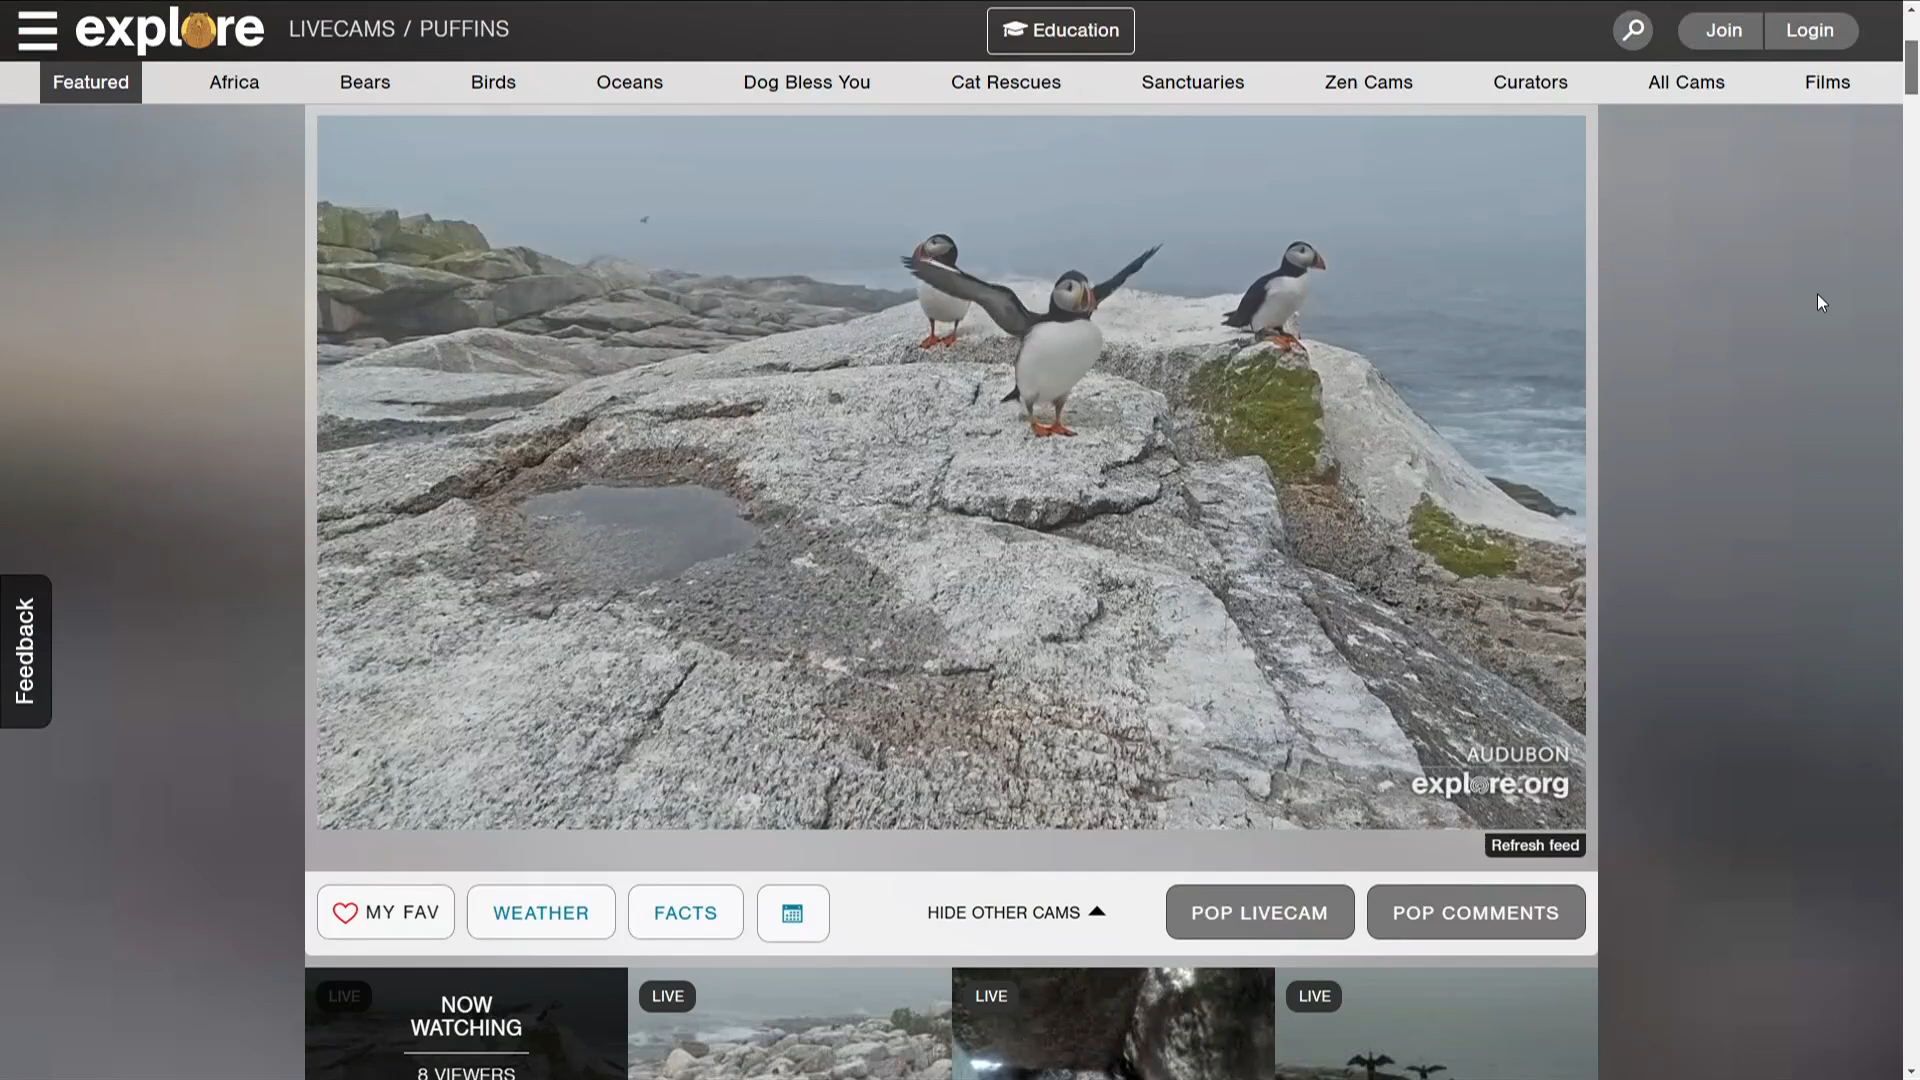 explore
LIVECAMS / PUFFINS
Education
Join
Login
Featured
Africa
Bears
Birds
Oceans
Dog Bless You
Cat Rescues
Sanctuaries
Zen Cams
Curators
All Cams
Films
Feedback
AUDUBON
explore.org
Refresh feed
MY FAV
WEATHER
FACTS
HIDE OTHER CAMS
POP LIVECAM
POP COMMENTS
LIVE
NOW
WATCHING
8 VIEWERS
LIVE
LIVE
LIVE